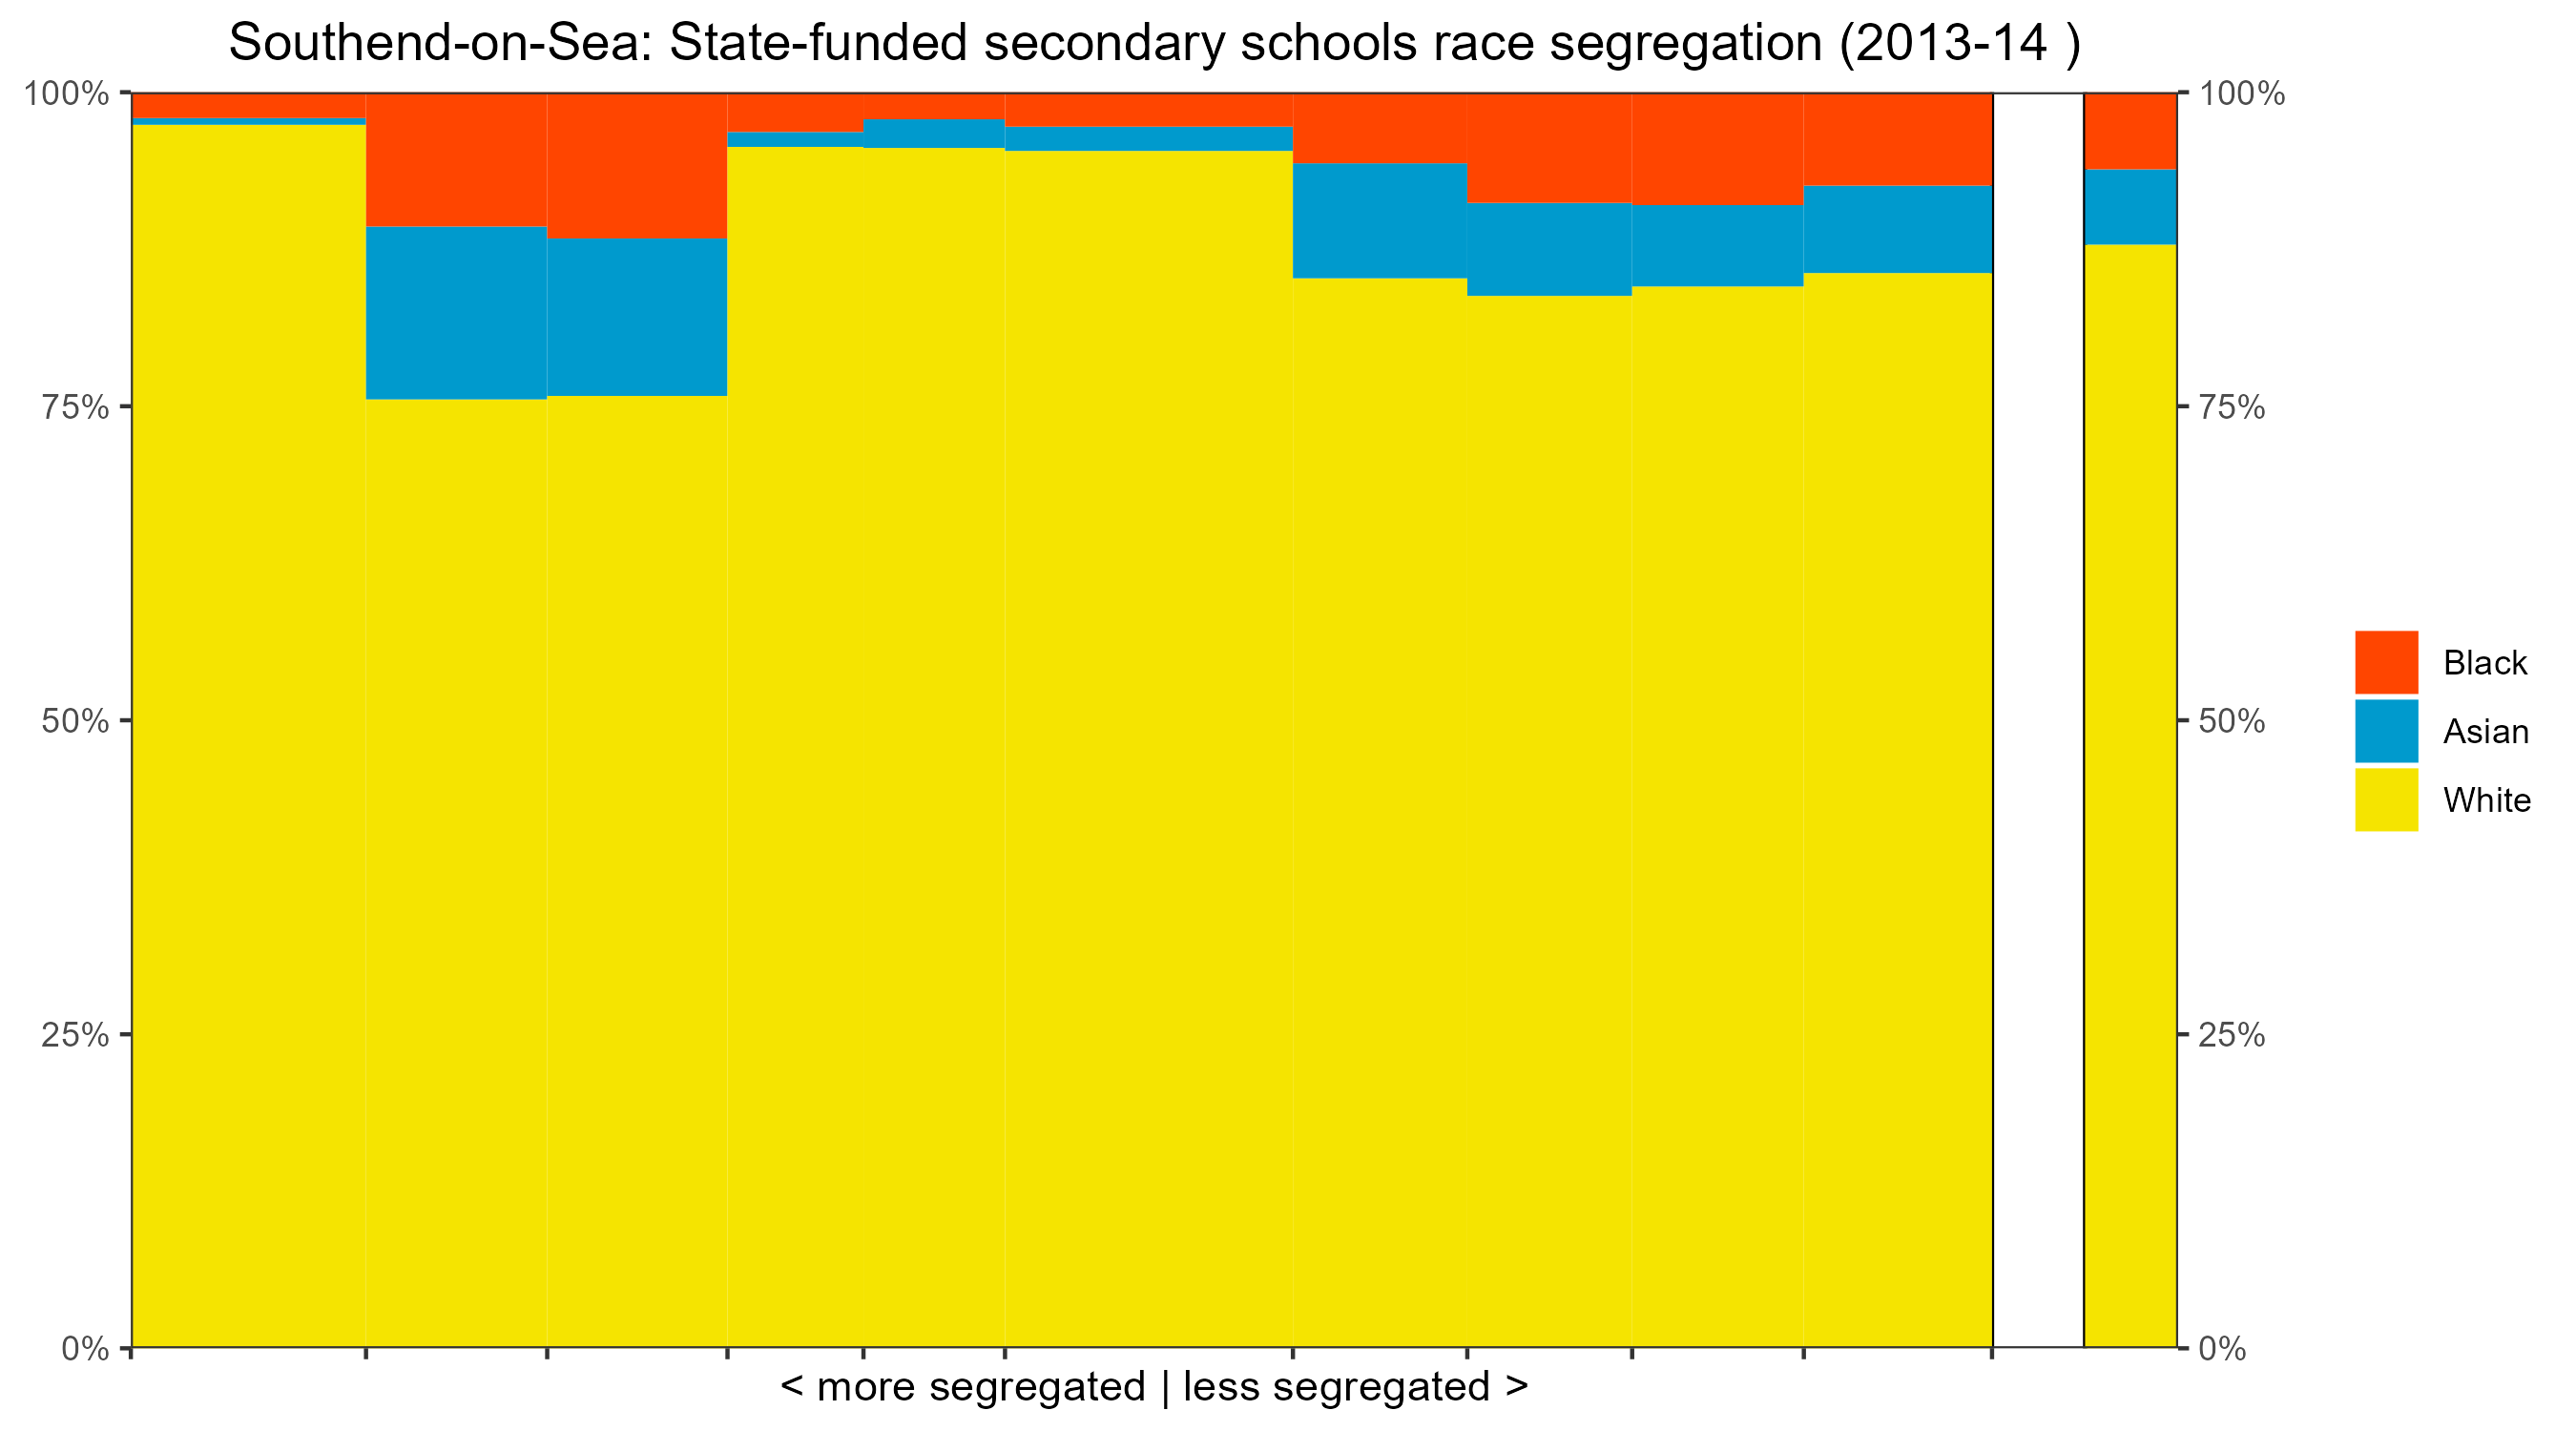 Southend-on-Sea: State-funded secondary schools race segregation (2013-14 )
100%
100%
75%
75%
50%
50%
25%
25%
0%
0%
Black
Asian
White
< more segregated | less segregated >